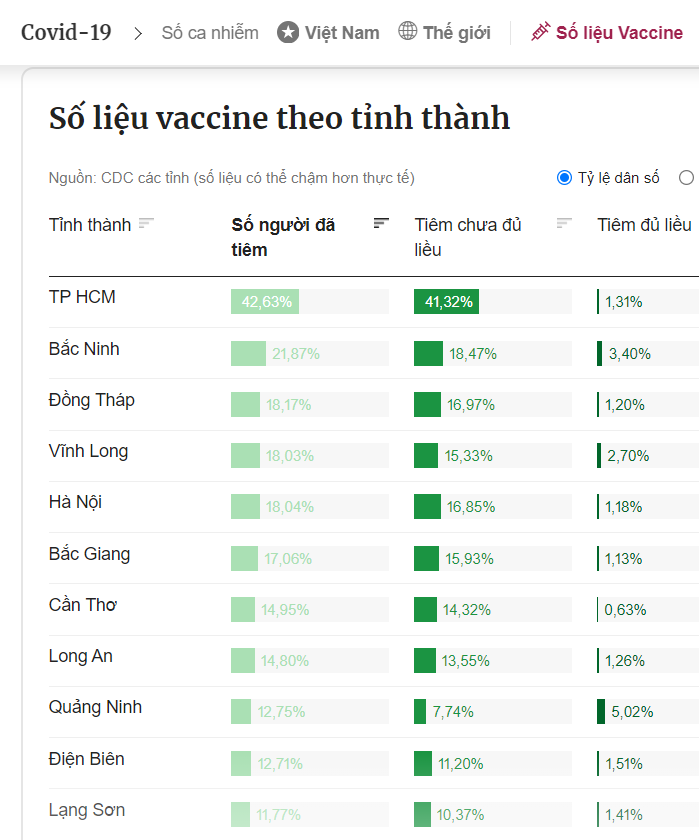 Covid-19 > Số ca nhiễm Việt Nam Thế giới Số liệu Vaccine
Số liệu vaccine theo tỉnh thành
Nguồn: CDC các tỉnh (số liệu có thể chậm hơn thực tế) Tỷ lệ dân số
Tỉnh thành Số người đã tiêm Tiêm chưa đủ liều Tiêm đủ liều
TP HCM 42,63% 41,32% 1,31%
Bắc Ninh 21,87% 18,47% 3,40%
Đồng Tháp 18,17% 16,97% 1,20%
Vĩnh Long 18,03% 15,33% 2,70%
Hà Nội 18,04% 16,85% 1,18%
Bắc Giang 17,06% 15,93% 1,13%
Cần Thơ 14,95% 14,32% 0,63%
Long An 14,80% 13,55% 1,26%
Quảng Ninh 12,75% 7,74% 5,02%
Điện Biên 12,71% 11,20% 1,51%
Lạng Sơn 11,77% 10,37% 1,41%